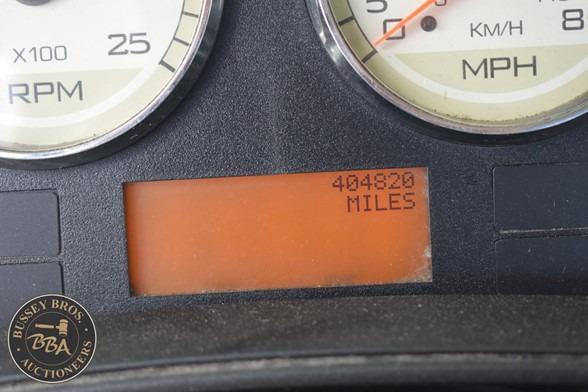 X100
25
RPM
5
0
KM/H
8
MPH
404820
MILES
BUSSEY BROS.
BBA
AUCTIONEERS